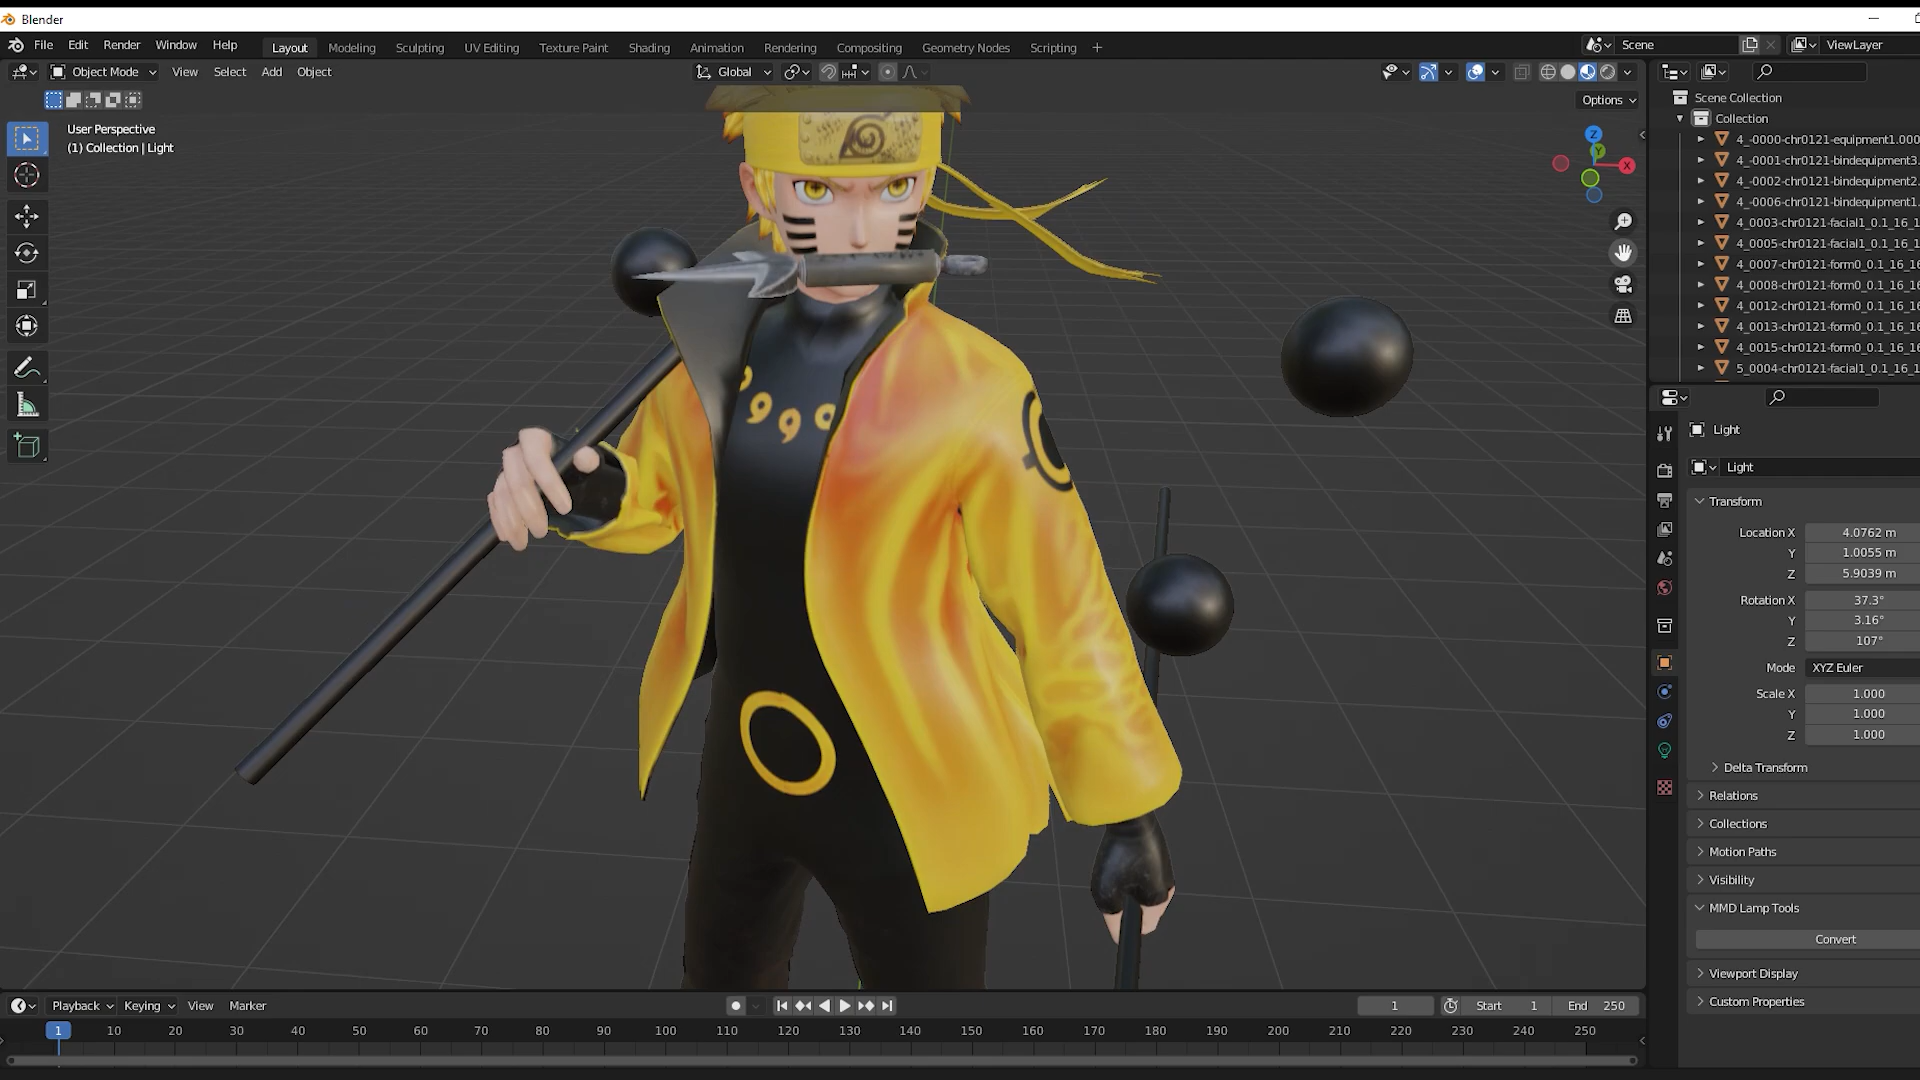 Blender
File Edit Render Window Help Layout Modeling Sculpting UV Editing Texture Paint Shading Animation Rendering Compositing Geometry Nodes Scripting + Scene ViewLayer
Object Mode View Select Add Object Global
Options
User Perspective
(1) Collection | Light
Z
Y
X
Scene Collection
Collection
4_-0000-chr0121-equipment1.000
4_-0001-chr0121-bindequipment3.
4_-0002-chr0121-bindequipment2.
4_-0006-chr0121-bindequipment1.
4_0003-chr0121-facial1_0.1_16_1
4_0005-chr0121-facial1_0.1_16_1
4_0007-chr0121-form0_0.1_16_16
4_0008-chr0121-form0_0.1_16_16
4_0012-chr0121-form0_0.1_16_16
4_0013-chr0121-form0_0.1_16_16
4_0015-chr0121-form0_0.1_16_16
5_0004-chr0121-facial1_0.1_16_1
Light
Light
Transform
Location X 4.0762 m
Y 1.0055 m
Z 5.9039 m
Rotation X 37.3°
Y 3.16°
Z 107°
Mode XYZ Euler
Scale X 1.000
Y 1.000
Z 1.000
Delta Transform
Relations
Collections
Motion Paths
Visibility
MMD Lamp Tools
Convert
Viewport Display
Custom Properties
Playback Keying View Marker 1 Start 1 End 250
1 10 20 30 40 50 60 70 80 90 100 110 120 130 140 150 160 170 180 190 200 210 220 230 240 250